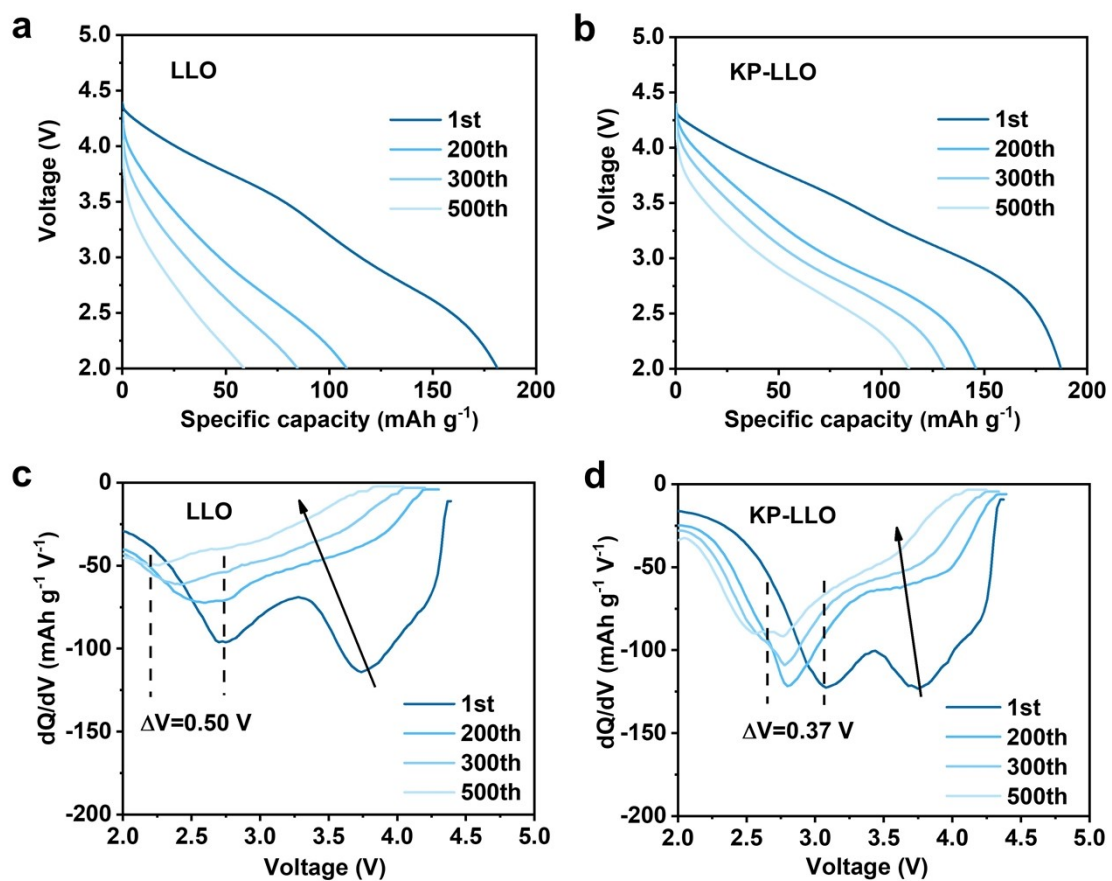 a
5.0
4.5
4.0
3.5
3.0
2.5
2.0
Voltage (V)
LLO
1st
200th
300th
500th
0 50 100 150 200
Specific capacity (mAh g⁻¹)
b
5.0
4.5
4.0
3.5
3.0
2.5
2.0
Voltage (V)
KP-LLO
1st
200th
300th
500th
0 50 100 150 200
Specific capacity (mAh g⁻¹)
c
0
-50
-100
-150
-200
dQ/dV (mAh g⁻¹ V⁻¹)
LLO
ΔV=0.50 V
1st
200th
300th
500th
2.0 2.5 3.0 3.5 4.0 4.5 5.0
Voltage (V)
d
0
-50
-100
-150
-200
dQ/dV (mAh g⁻¹ V⁻¹)
KP-LLO
ΔV=0.37 V
1st
200th
300th
500th
2.0 2.5 3.0 3.5 4.0 4.5 5.0
Voltage (V)